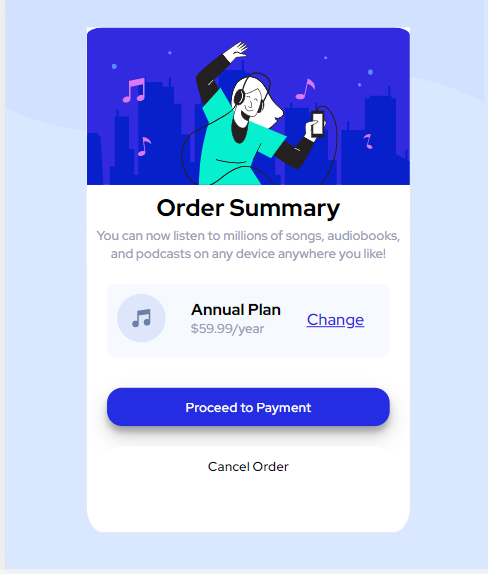 Order Summary
You can now listen to millions of songs, audiobooks,
and podcasts on any device anywhere you like!
Annual Plan
$59.99/year
Change
Proceed to Payment
Cancel Order